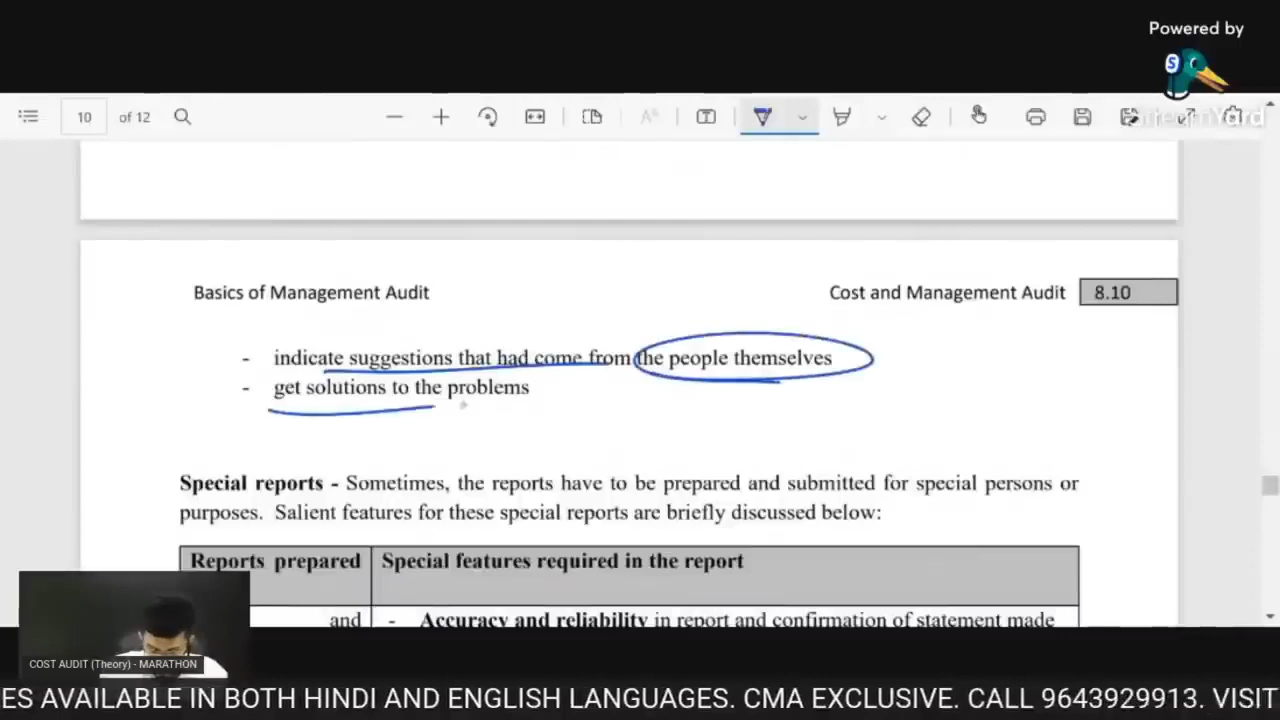 Powered by
S
StreamYard
10 of 12
Basics of Management Audit Cost and Management Audit 8.10
- indicate suggestions that had come from the people themselves
- get solutions to the problems
Special reports - Sometimes, the reports have to be prepared and submitted for special persons or
purposes. Salient features for these special reports are briefly discussed below:
Reports prepared Special features required in the report
and - Accuracy and reliability in report and confirmation of statement made
COST AUDIT (Theory) - MARATHON
ES AVAILABLE IN BOTH HINDI AND ENGLISH LANGUAGES. CMA EXCLUSIVE. CALL 9643929913. VISIT